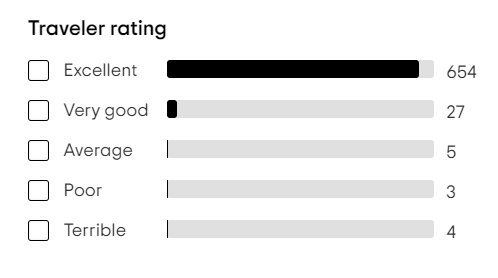 Traveler rating
Excellent 654
Very good 27
Average 5
Poor 3
Terrible 4